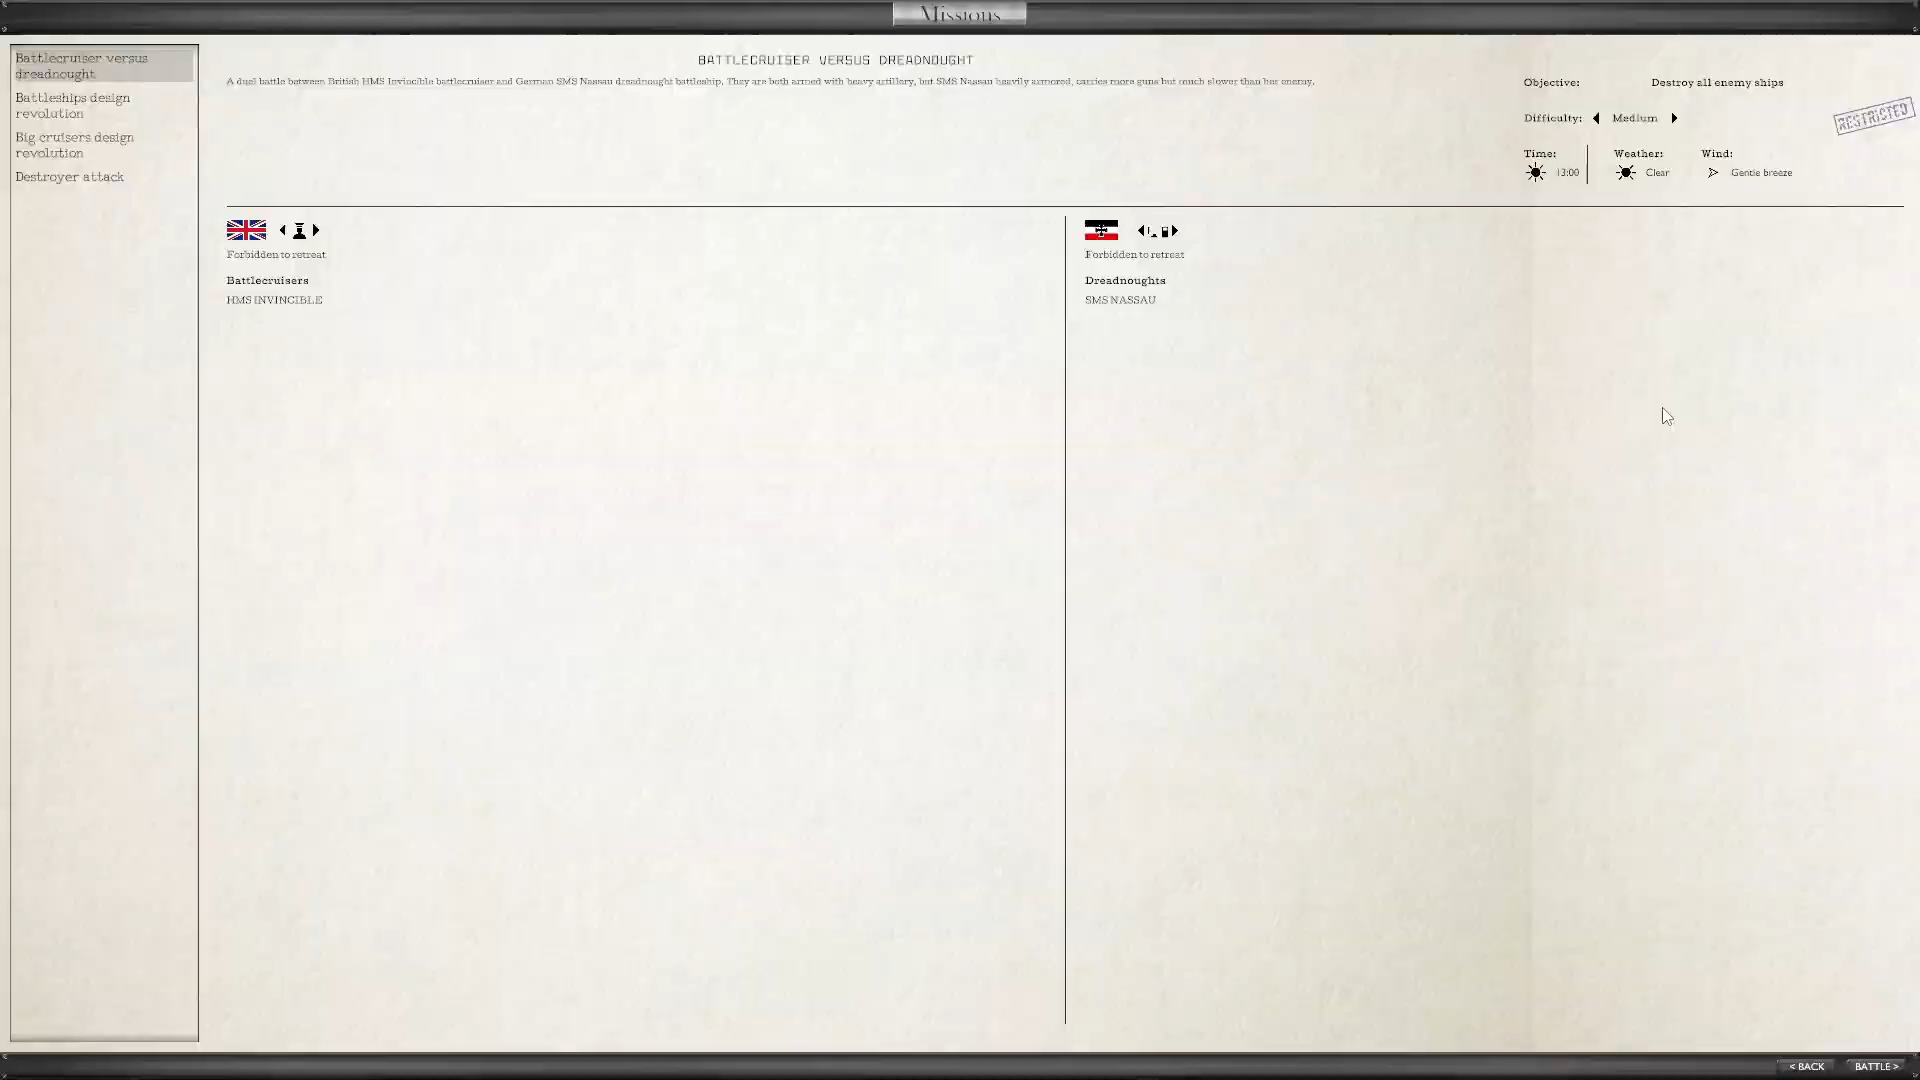 Missions
Battlecruiser versus
dreadnought
Battleships design
revolution
Big cruisers design
revolution
Destroyer attack
BATTLECRUISER VERSUS DREADNOUGHT
A duel battle between British HMS Invincible battlecruiser and German SMS Nassau dreadnought battleship. They are both armed with heavy artillery, but SMS Nassau heavily armored, carries more guns but much slower than her enemy.
Objective: Destroy all enemy ships
Difficulty: Medium
RESTRISTED
Time: Weather: Wind:
13:00 Clear Gentle breeze
Forbidden to retreat
Battlecruisers
HMS INVINCIBLE
Forbidden to retreat
Dreadnoughts
SMS NASSAU
< BACK BATTLE >